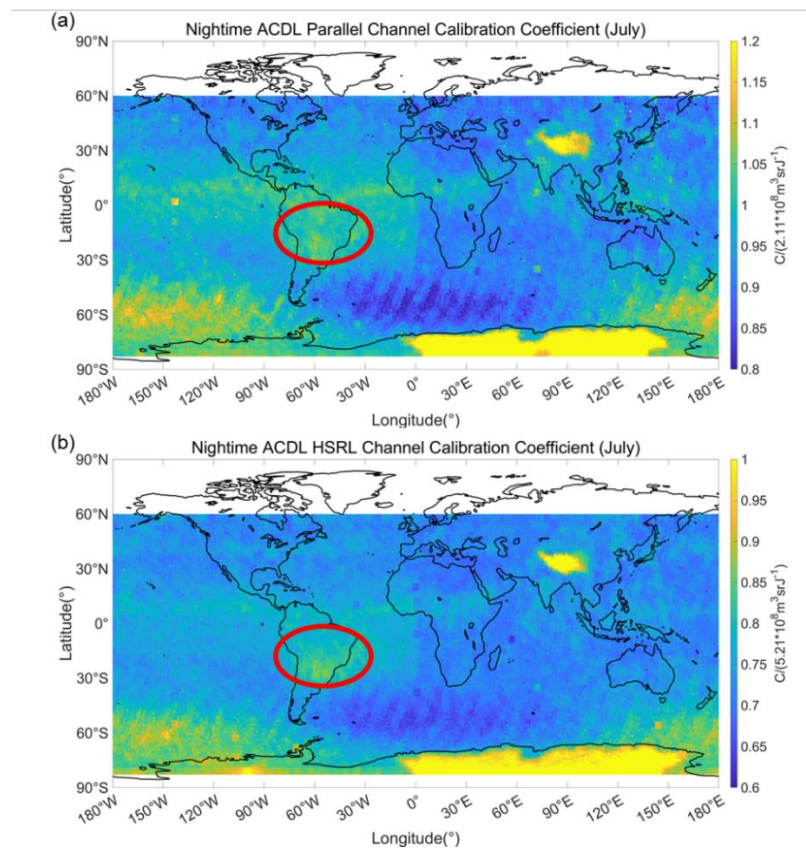 (a)
Nightime ACDL Parallel Channel Calibration Coefficient (July)
90°N
60°N
30°N
0°
30°S
60°S
90°S
Latitude(°)
180°W 150°W 120°W 90°W 60°W 30°W 0° 30°E 60°E 90°E 120°E 150°E 180°E
Longitude(°)
1.2
1.15
1.1
1.05
1
0.95
0.9
0.85
0.8
C/(2.11*10⁸m³srJ⁻¹)
(b)
Nightime ACDL HSRL Channel Calibration Coefficient (July)
90°N
60°N
30°N
0°
30°S
60°S
90°S
Latitude(°)
180°W 150°W 120°W 90°W 60°W 30°W 0° 30°E 60°E 90°E 120°E 150°E 180°E
Longitude(°)
1
0.95
0.9
0.85
0.8
0.75
0.7
0.65
0.6
C/(5.21*10⁸m³srJ⁻¹)